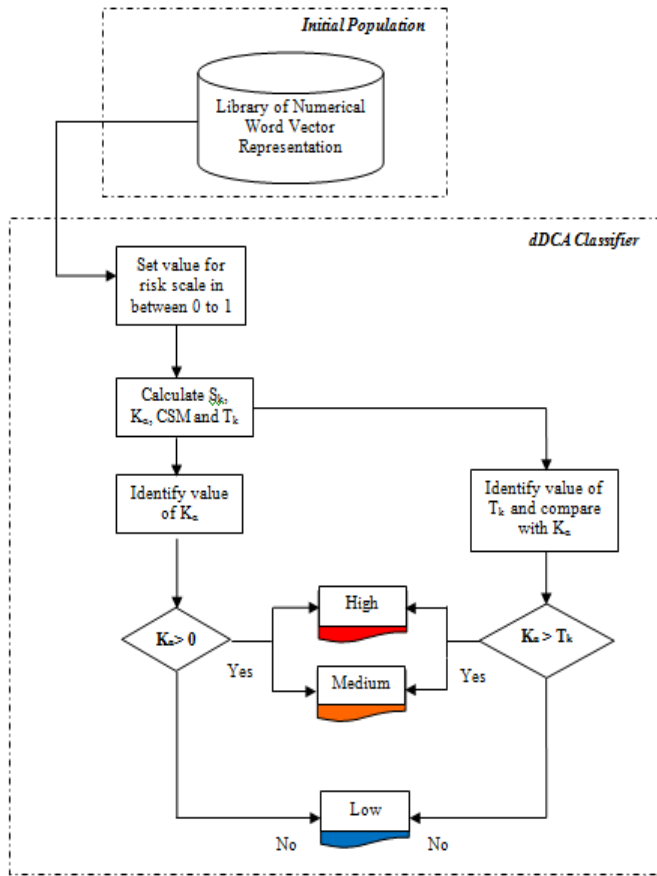 Initial Population
Library of Numerical
Word Vector
Representation
dDCA Classifier
Set value for
risk scale in
between 0 to 1
Calculate Sₖ,
Kₐ, CSM and Tₖ
Identify value
of Kₐ
Identify value of
Tₖ and compare
with Kₐ
High
Kₐ> 0
Kₐ > Tₖ
Yes
Medium
Yes
Low
No
No